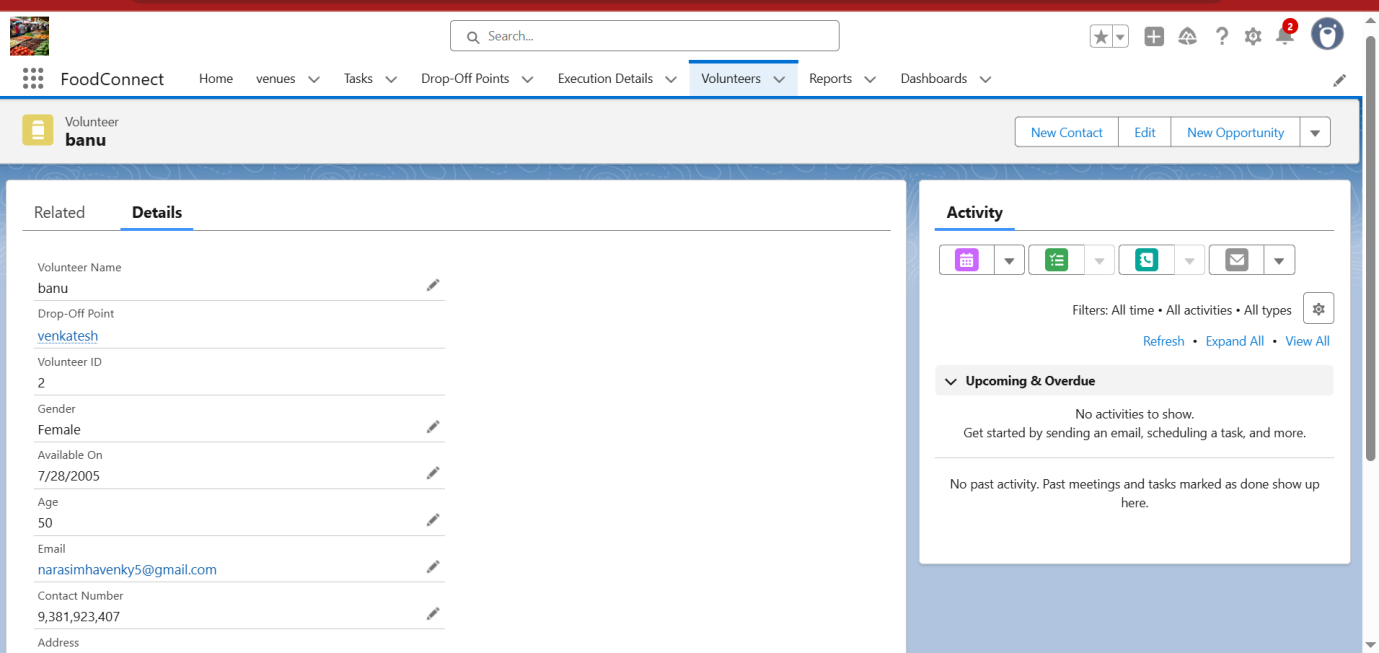 Search...
2
FoodConnect
Home
venues
Tasks
Drop-Off Points
Execution Details
Volunteers
Reports
Dashboards
Volunteer
banu
New Contact
Edit
New Opportunity
Related
Details
Volunteer Name
banu
Drop-Off Point
venkatesh
Volunteer ID
2
Gender
Female
Available On
7/28/2005
Age
50
Email
narasimhavenky5@gmail.com
Contact Number
9,381,923,407
Address
Activity
Filters: All time • All activities • All types
Refresh • Expand All • View All
Upcoming & Overdue
No activities to show.
Get started by sending an email, scheduling a task, and more.
No past activity. Past meetings and tasks marked as done show up
here.